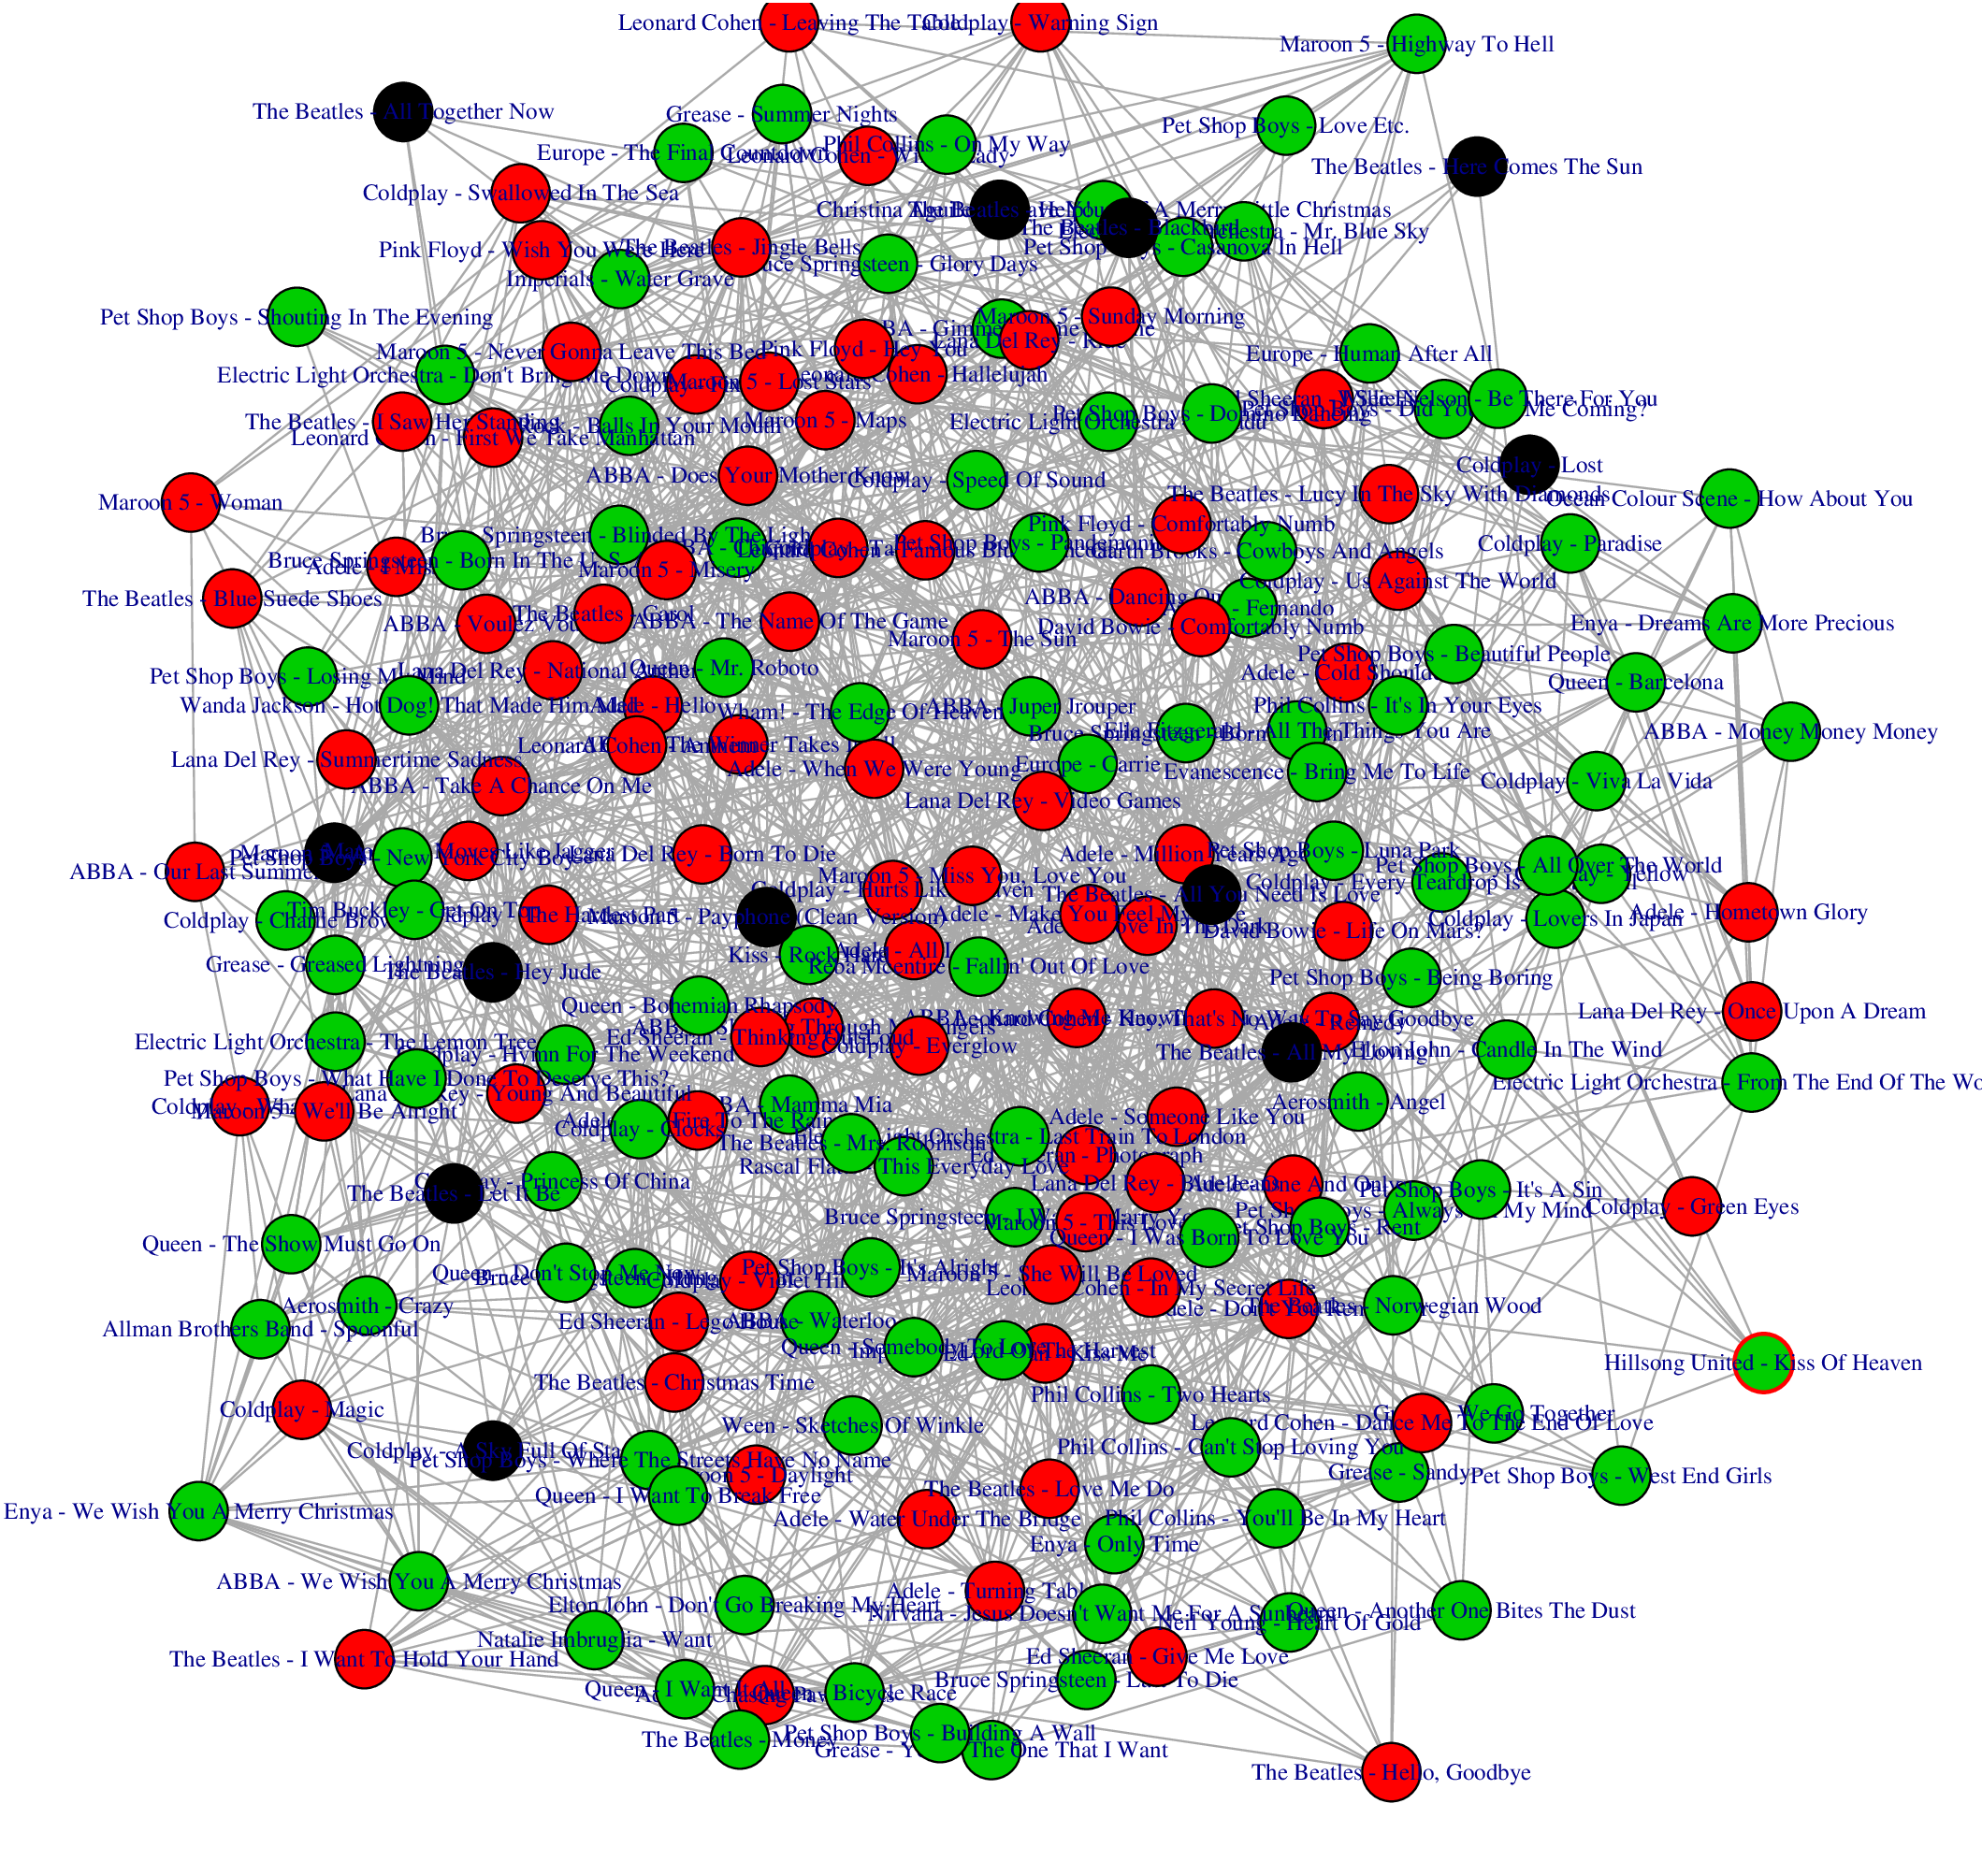 Leonard Cohen - Leaving The Table
Coldplay - Warning Sign
Maroon 5 - Highway To Hell
The Beatles - All Together Now
Grease - Summer Nights
Pet Shop Boys - Love Etc.
Phil Collins - On My Way
Europe - The Final Countdown
Leonard Cohen -
The Beatles - Here Comes The Sun
Coldplay - Swallowed In The Sea
Christina
A Merry Little Christmas
The Beatles - Blackbird
- Mr. Blue Sky
Pink Floyd - Wish You Were Here
The Beatles - Jingle Bells
Pet Shop Boys - Casanova In Hell
Springsteen - Glory Days
Imperials - Water Grave
Pet Shop Boys - Shouting In The Evening
Maroon 5 - Sunday Morning
Maroon 5 - Never Gonna Leave This Bed
Pink Floyd - Hey You
Lana Del Rey - Ride
Europe - Human After All
Electric Light Orchestra - Don't Bring Me Down
Maroon 5 - Lost Stars
Leonard Cohen - Hallelujah
Willie Nelson - Be There For You
Pet Shop Boys - Did You Me Coming?
The Beatles - I Saw Her Standing
Rock - Balls In Your Mouth
Maroon 5 - Maps
Electric Light Orchestra -
Pet Shop Boys - Domino Dancing
Leonard Cohen - First We Take Manhattan
Coldplay - Lost
ABBA - Does Your Mother Know
Coldplay - Speed Of Sound
The Beatles - Lucy In The Sky With Diamonds
Ocean Colour Scene - How About You
Maroon 5 - Woman
Pink Floyd - Comfortably Numb
Bruce Springsteen - Blinded By The Light
Pet Shop Boys - Pandemonium
Coldplay - Paradise
Leonard Cohen - Famous Blue Raincoat
Garth Brooks - Cowboys And Angels
Bruce Springsteen - Born In The U.S.
Maroon 5 - Misery
Coldplay - Us Against The World
The Beatles - Blue Suede Shoes
ABBA - Dancing
- Fernando
The Beatles - Carol
ABBA - Voulez Vous
ABBA - The Name Of The Game
David Bowie - Comfortably Numb
Enya - Dreams Are More Precious
Maroon 5 - The Sun
Pet Shop Boys - Beautiful People
Pet Shop Boys - Losing My Mind
Lana Del Rey - National Anthem
Queen - Mr. Roboto
Adele - Cold Shoulder
Queen - Barcelona
Wanda Jackson - Hot Dog! That Made Him Mad
Adele - Hello
Wham! - The Edge Of Heaven
ABBA - Juper Jrouper
Phil Collins - It's In Your Eyes
Bruce Springsteen - Born
Ella Fitzgerald - All The Things You Are
ABBA - Money Money Money
Leonard Cohen - Anthem
The Winner Takes It All
Lana Del Rey - Summertime Sadness
Adele - When We Were Young
Europe - Carrie
Evanescence - Bring Me To Life
Coldplay - Viva La Vida
ABBA - Take A Chance On Me
Lana Del Rey - Video Games
Moves Like Jagger
Pet Shop Boys - New York City Boy
Lana Del Rey - Born To Die
Adele - Million Years Ago
Pet Shop Boys - Luna Park
Pet Shop Boys - All Over The World
ABBA - Our Last Summer
Maroon 5 - Miss You, Love You
Coldplay - Every Teardrop Is
- Yellow
Coldplay - Hurts Like Heaven
The Beatles - All You Need Is Love
Coldplay - Charlie Brown
Tim Buckley - Get On Top
- The Hardest Part
Maroon 5 - Payphone (Clean Version)
Adele - Make You Feel My Love
Coldplay - Lovers In Japan
Adele - Hometown Glory
Adele - Love In The Dark
David Bowie - Life On Mars?
Kiss - Rock Hard
Adele - All I
Grease - Greased Lightning
The Beatles - Hey Jude
Reba Mcentire - Fallin' Out Of Love
Pet Shop Boys - Being Boring
Queen - Bohemian Rhapsody
Lana Del Rey - Once Upon A Dream
Leonard Cohen - Hey, That's No Way To Say Goodbye
Adele - Remedy
Ed Sheeran - Thinking Out Loud
Electric Light Orchestra - The Lemon Tree
Coldplay - Everglow
Coldplay - Hymn For The Weekend
The Beatles - All My Loving
Elton John - Candle In The Wind
Pet Shop Boys - What Have I Done To Deserve This?
Electric Light Orchestra - From The End Of The Wo
Lana Del Rey - Young And Beautiful
Maroon 5 - We'll Be Alright
ABBA - Mamma Mia
Aerosmith - Angel
Adele - Fire To The Rain
Adele - Someone Like You
Coldplay - Clocks
The Beatles - Mrs. Robinson
Light Orchestra - Last Train To London
Ed Sheeran - Photograph
Rascal Flatts - This Everyday Love
Coldplay - Princess Of China
The Beatles - Let It Be
Lana Del Rey - Blue Jeans
Adele - One And Only
Pet Shop Boys - It's A Sin
Coldplay - Green Eyes
Pet Shop Boys - Always On My Mind
Bruce Springsteen - I Wanna Marry You
Maroon 5 - This Love
Pet Shop Boys - Rent
Queen - I Was Born To Love You
Queen - The Show Must Go On
Queen - Don't Stop Me Now
Coldplay - Violet Hill
Pet Shop Boys - It's Alright
Maroon 5 - She Will Be Loved
Leonard Cohen - In My Secret Life
Aerosmith - Crazy
Adele - Don't You Remember
The Beatles - Norwegian Wood
Allman Brothers Band - Spoonful
Ed Sheeran - Lego House
ABBA - Waterloo
Queen - Somebody To Love
Lord Of The Harvest
Ed - Kiss Me
Hillsong United - Kiss Of Heaven
The Beatles - Christmas Time
Phil Collins - Two Hearts
Coldplay - Magic
We Go Together
Ween - Sketches Of Winkle
Leonard Cohen - Dance Me To The End Of Love
Phil Collins - Can't Stop Loving You
Coldplay - A Sky Full Of Stars
Pet Shop Boys - Where The Streets Have No Name
Grease - Sandy
Pet Shop Boys - West End Girls
Maroon 5 - Daylight
The Beatles - Love Me Do
Queen - I Want To Break Free
Enya - We Wish You A Merry Christmas
Adele - Water Under The Bridge
Phil Collins - You'll Be In My Heart
Enya - Only Time
ABBA - We Wish You A Merry Christmas
Adele - Turning Tables
Elton John - Don't Go Breaking My Heart
Nirvana - Jesus Doesn't Want Me For A Sunbeam
Queen - Another One Bites The Dust
Neil Young - Heart Of Gold
Natalie Imbruglia - Want
The Beatles - I Want To Hold Your Hand
Ed Sheeran - Give Me Love
Bruce Springsteen - Last To Die
Queen - I Want It All
Bicycle Race
Pet Shop Boys - Building A Wall
The Beatles - Money
Grease - You're The One That I Want
The Beatles - Hello, Goodbye